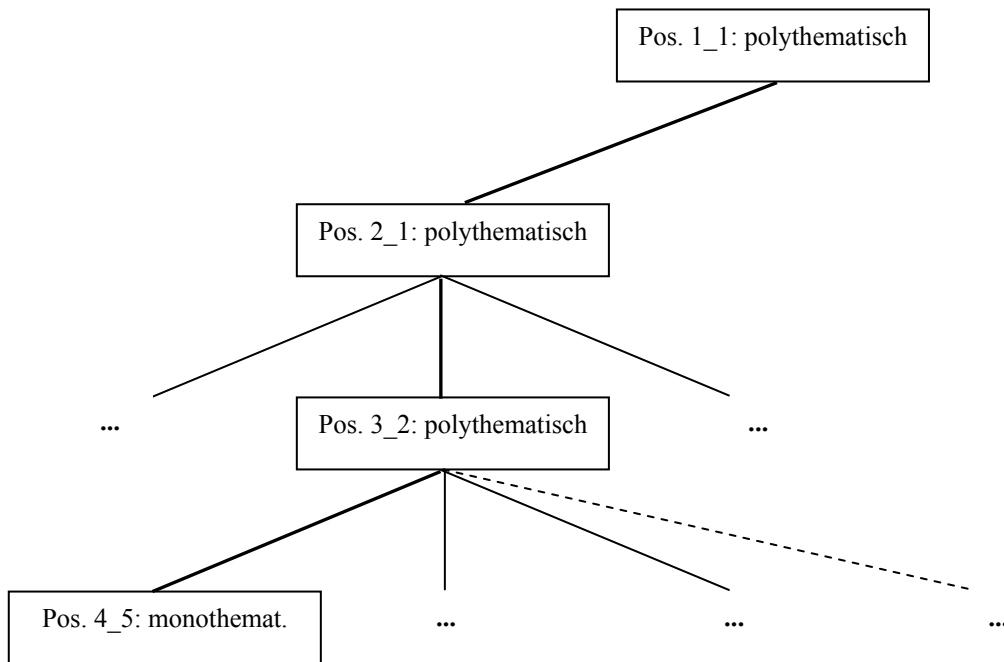 Pos. 1_1: polythematisch
Pos. 2_1: polythematisch
... ...
Pos. 3_2: polythematisch
Pos. 4_5: monothemat. ... ... ...